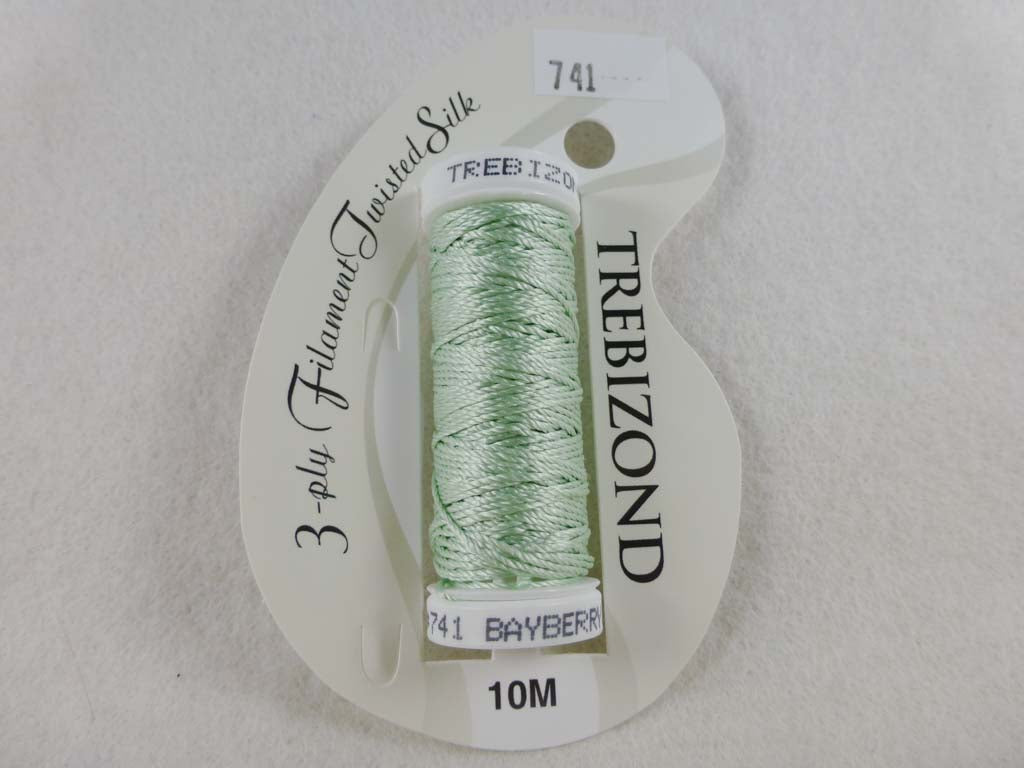 741
3-ply Filament Twisted Silk
TREBIZON
TREBIZOND
741 BAYBERRY
10M